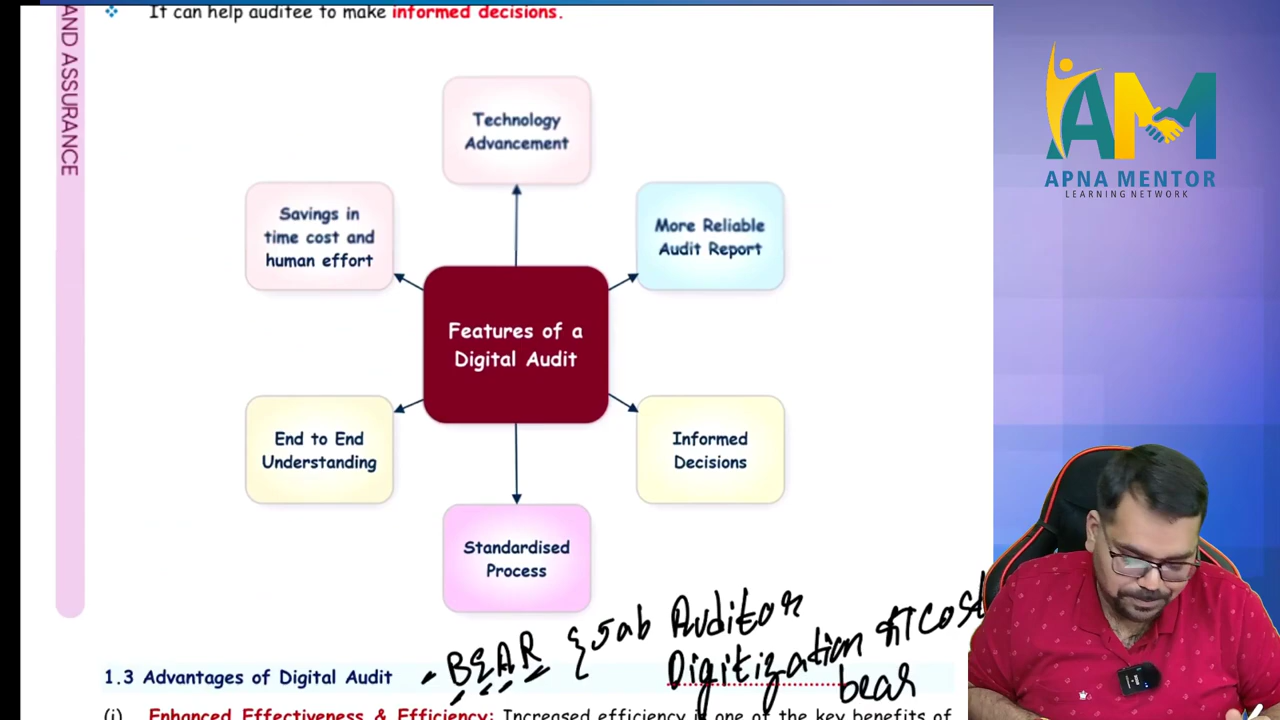 It can help auditee to make informed decisions.
AND ASSURANCE
Technology
Advancement
Savings in
time cost and
human effort
More Reliable
Audit Report
Features of a
Digital Audit
End to End
Understanding
Informed
Decisions
Standardised
Process
BEAR { Jab Auditor
Digitization का cost
bear
1.3 Advantages of Digital Audit
(i) Enhanced Effectiveness & Efficiency: Increased efficiency is one of the key benefits of
AM
APNA MENTOR
LEARNING NETWORK